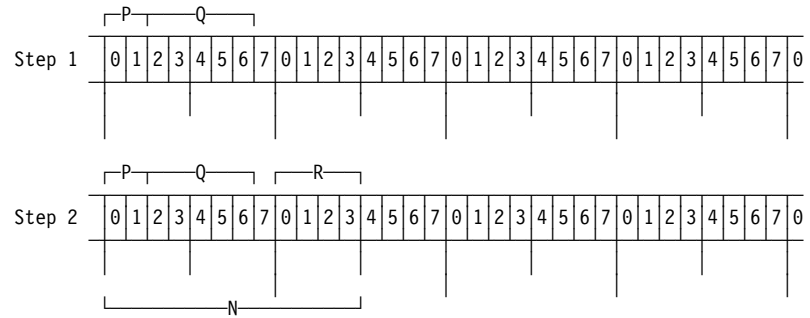 P Q
Step 1 0 1 2 3 4 5 6 7 0 1 2 3 4 5 6 7 0 1 2 3 4 5 6 7 0 1 2 3 4 5 6 7 0
P Q R
Step 2 0 1 2 3 4 5 6 7 0 1 2 3 4 5 6 7 0 1 2 3 4 5 6 7 0 1 2 3 4 5 6 7 0
N